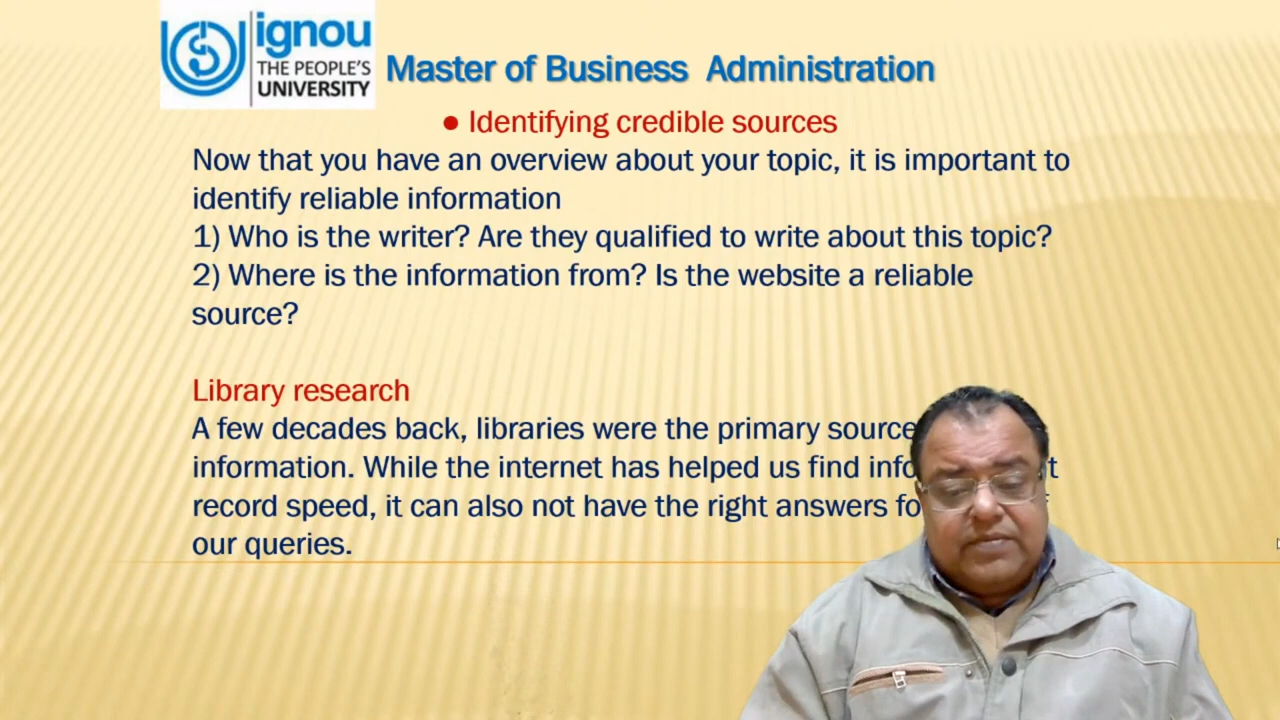 ignou
THE PEOPLE'S
UNIVERSITY
Master of Business Administration
● Identifying credible sources
Now that you have an overview about your topic, it is important to
identify reliable information
1) Who is the writer? Are they qualified to write about this topic?
2) Where is the information from? Is the website a reliable
source?
Library research
A few decades back, libraries were the primary source
information. While the internet has helped us find
record speed, it can also not have the right answers
our queries.